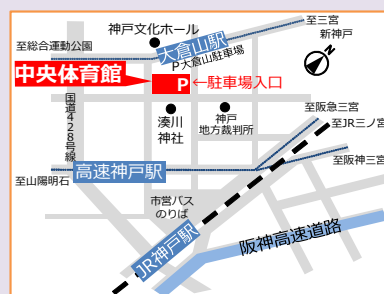 至三宮
神戸文化ホール
大倉山駅
新神戸
至総合運動公園
P大倉山駐車場
N
中央体育館
P
←駐車場入口
国道428号線
湊川
神社
神戸
地方裁判所
至阪急三宮
至JR三ノ宮
至阪神三宮
高速神戸駅
至山陽明石
市営バス
のりば
JR神戸駅
阪神高速道路